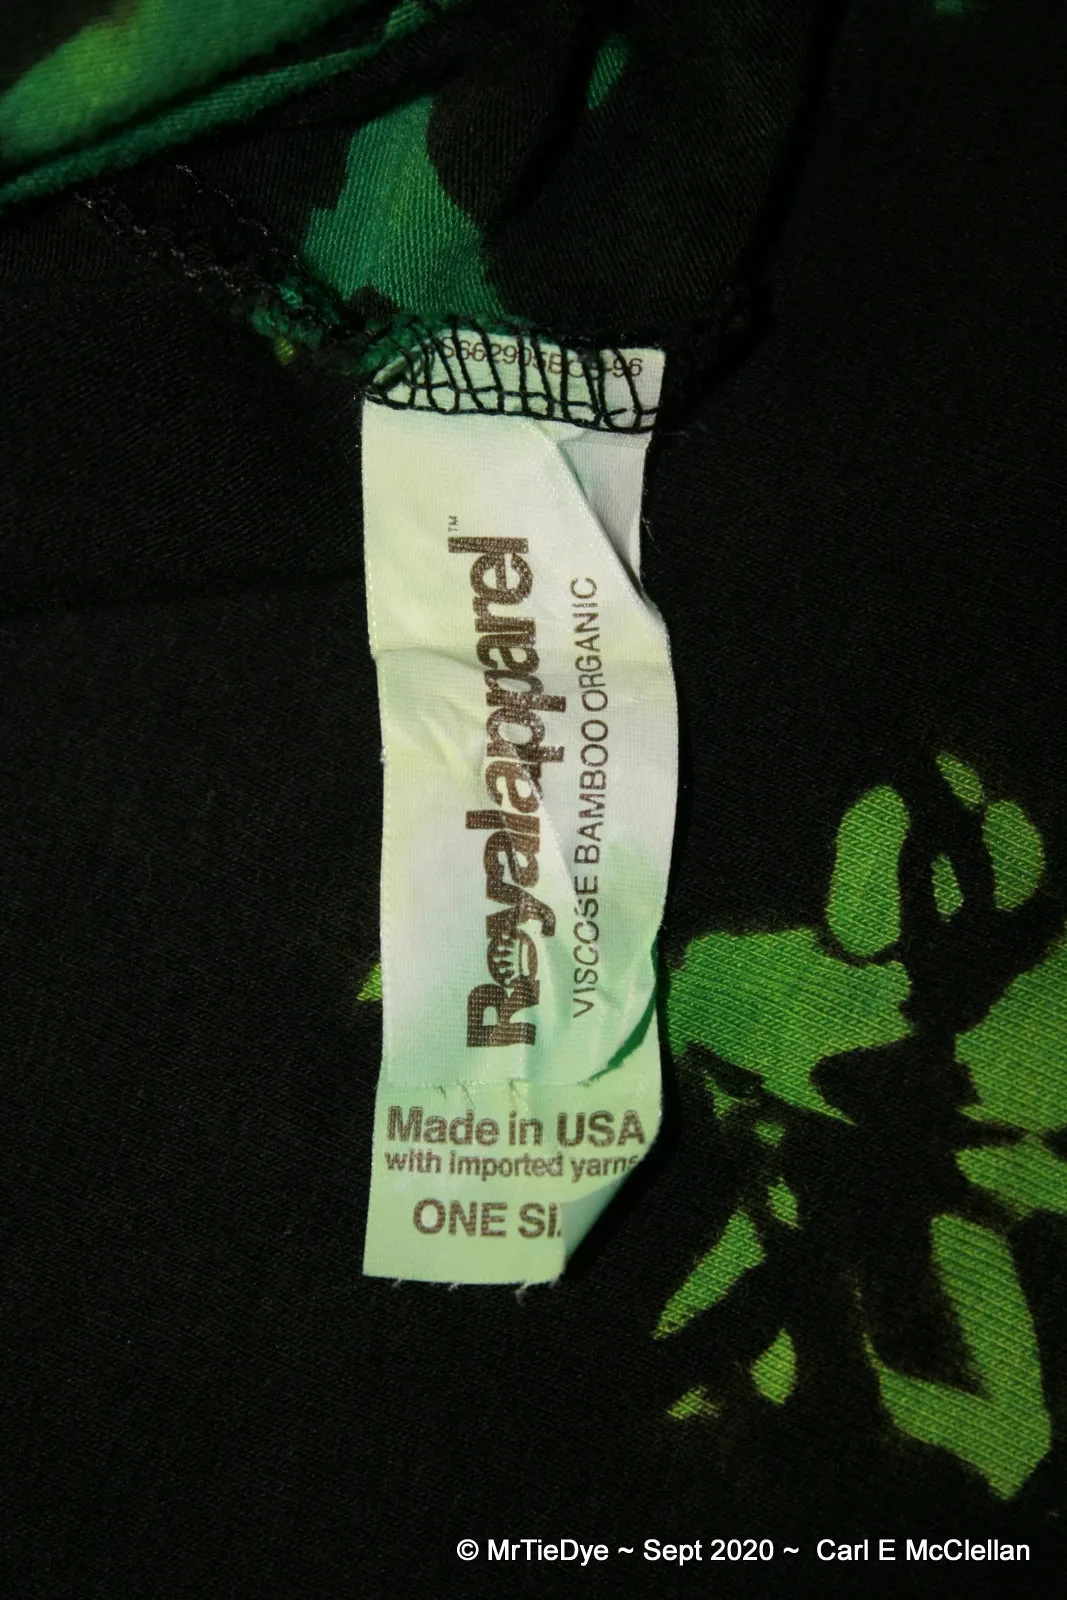 Royalapparel™
VISCOSE BAMBOO ORGANIC
Made in USA
with imported yarns
ONE SI
© MrTieDye ~ Sept 2020 ~ Carl E McClellan